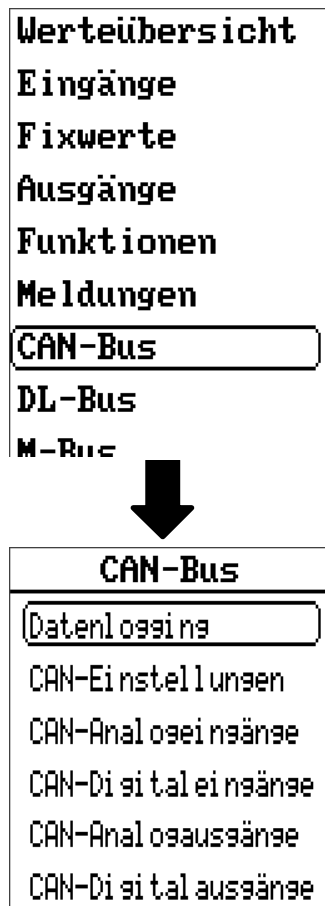 Werteübersicht
Eingänge
Fixwerte
Ausgänge
Funktionen
Meldungen
CAN-Bus
DL-Bus
M-Bus
CAN-Bus
Datenlogging
CAN-Einstellungen
CAN-Analogeingänge
CAN-Digitaleingänge
CAN-Analogausgänge
CAN-Digitalausgänge